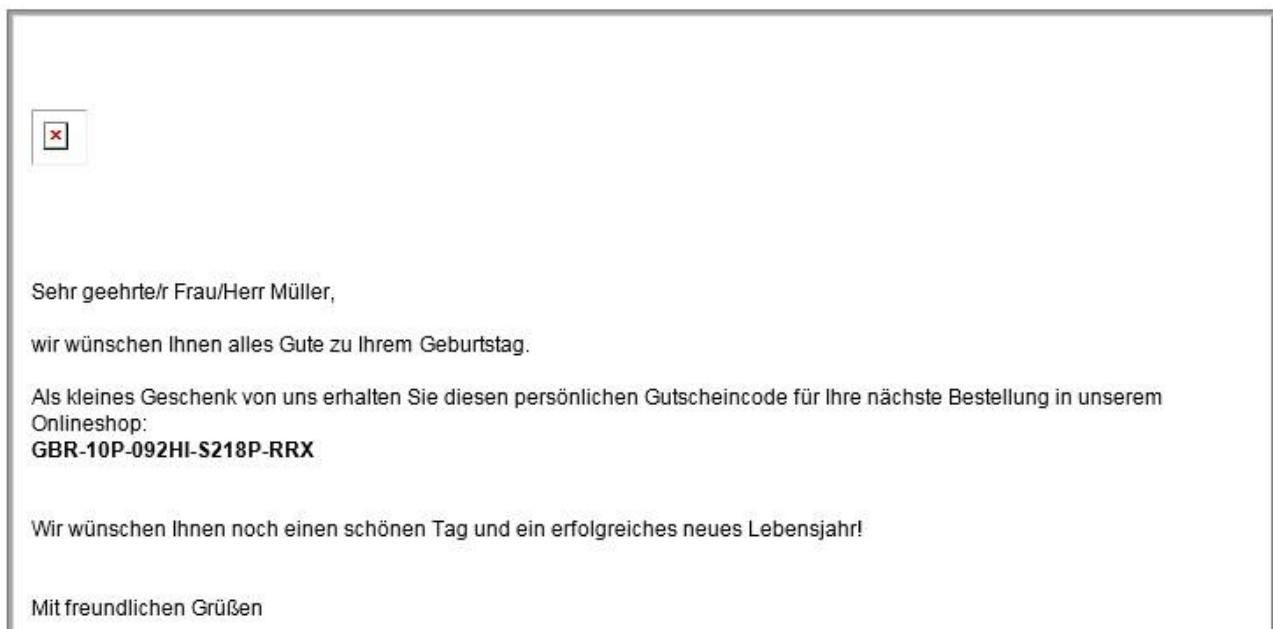 Sehr geehrte/r Frau/Herr Müller,
wir wünschen Ihnen alles Gute zu Ihrem Geburtstag.
Als kleines Geschenk von uns erhalten Sie diesen persönlichen Gutscheincode für Ihre nächste Bestellung in unserem
Onlineshop:
GBR-10P-092HI-S218P-RRX
Wir wünschen Ihnen noch einen schönen Tag und ein erfolgreiches neues Lebensjahr!
Mit freundlichen Grüßen